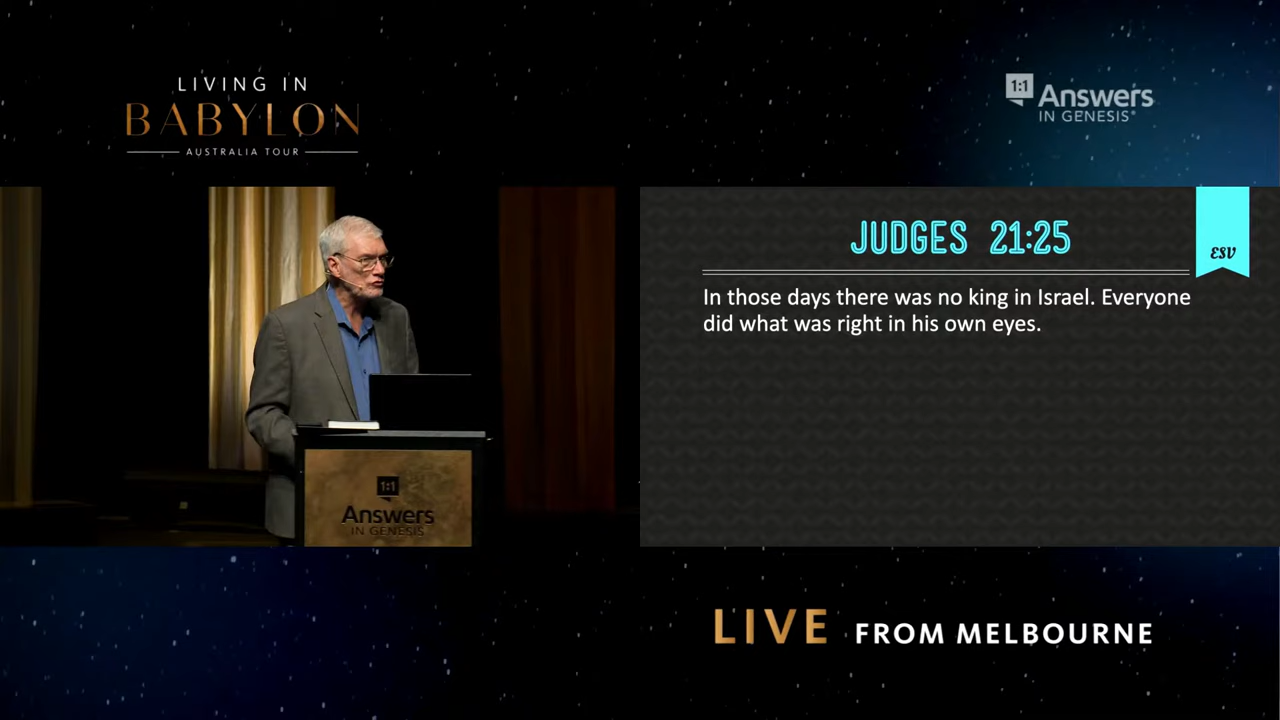 LIVING IN
BABYLON
AUSTRALIA TOUR
1:1
Answers
IN GENESIS®
JUDGES 21:25
ESV
In those days there was no king in Israel. Everyone
did what was right in his own eyes.
1:1
Answers
IN GENESIS
LIVE FROM MELBOURNE